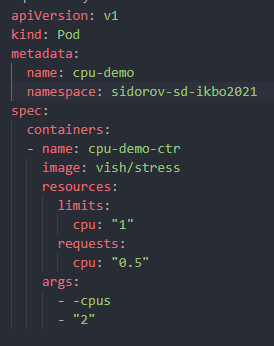 apiVersion: v1
kind: Pod
metadata:
  name: cpu-demo
  namespace: sidorov-sd-ikbo2021
spec:
  containers:
  - name: cpu-demo-ctr
    image: vish/stress
    resources:
      limits:
        cpu: "1"
      requests:
        cpu: "0.5"
    args:
      - -cpus
      - "2"